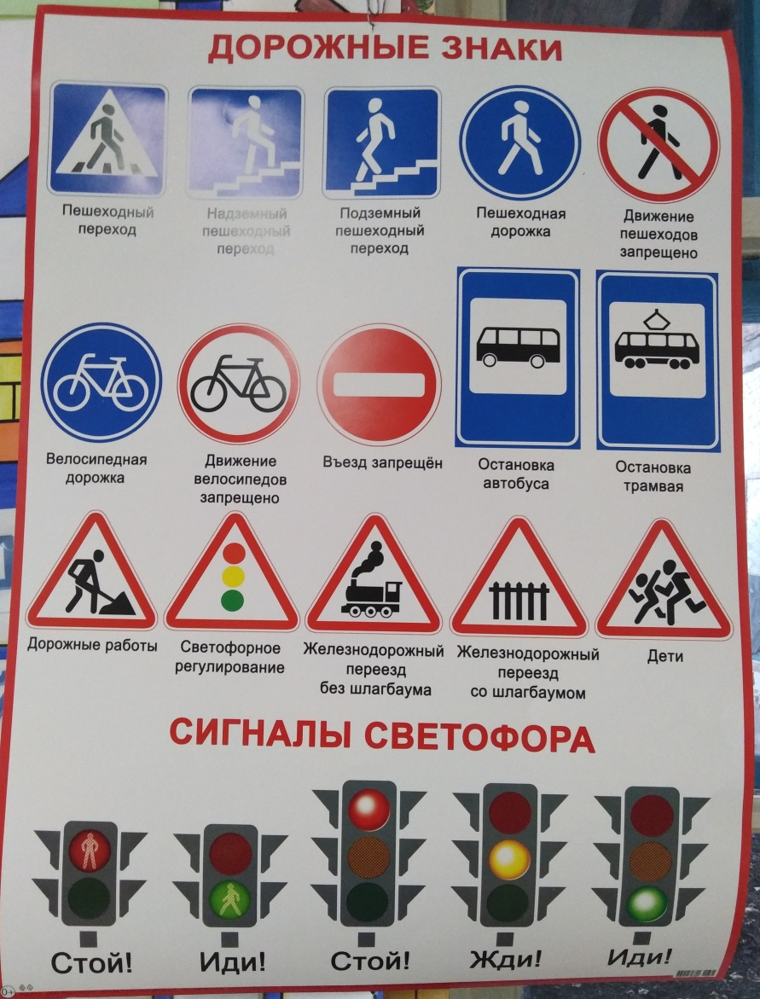 ДОРОЖНЫЕ ЗНАКИ
Пешеходный
переход
Надземный
пешеходный
переход
Подземный
пешеходный
переход
Пешеходная
дорожка
Движение
пешеходов
запрещено
Велосипедная
дорожка
Движение
велосипедов
запрещено
Въезд запрещён
Остановка
автобуса
Остановка
трамвая
Дорожные работы
Светофорное
регулирование
Железнодорожный
переезд
без шлагбаума
Железнодорожный
переезд
со шлагбаумом
Дети
СИГНАЛЫ СВЕТОФОРА
Стой!
Иди!
Стой!
Жди!
Иди!
0+